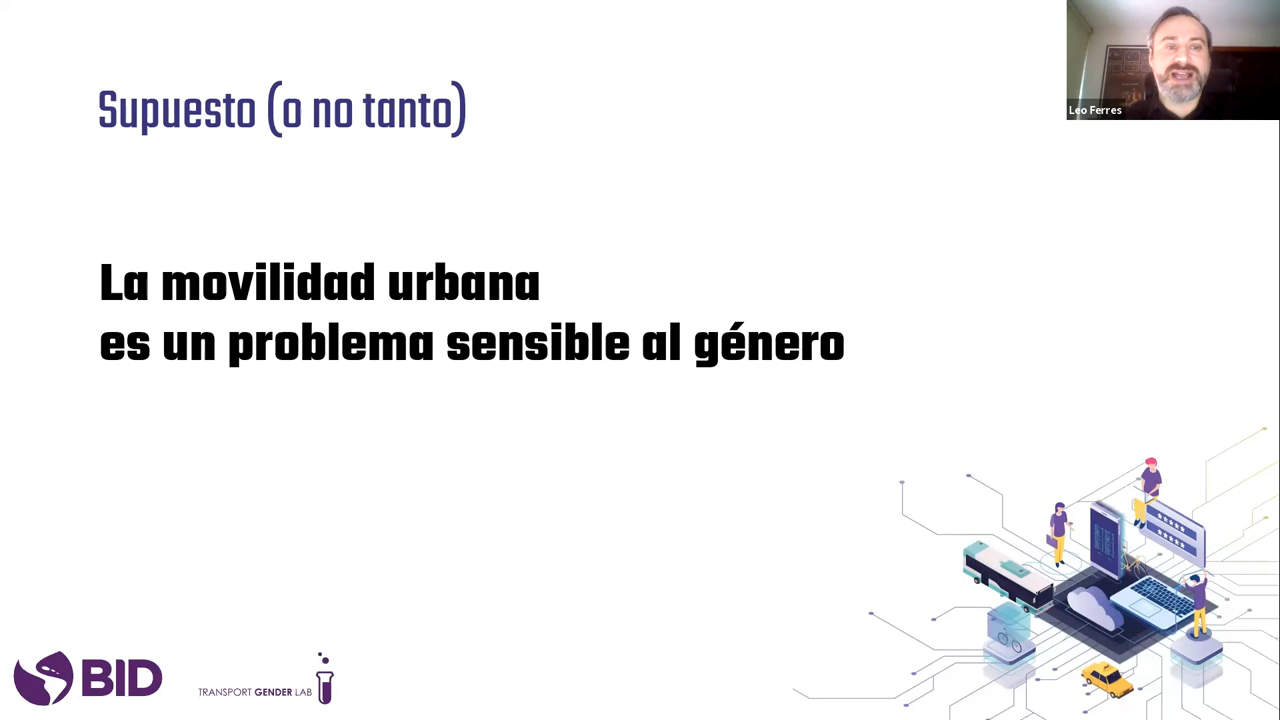 Supuesto (o no tanto)
Leo Ferres
La movilidad urbana
es un problema sensible al género
BID
TRANSPORT GENDER LAB